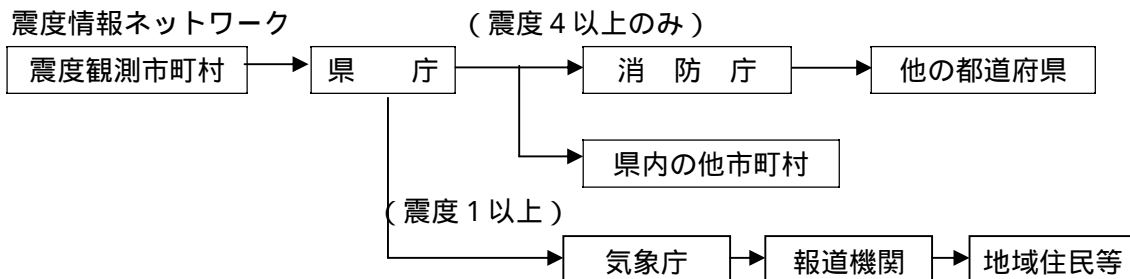 震度情報ネットワーク
(震度4以上のみ)
震度観測市町村
県 庁
消 防 庁
他の都道府県
県内の他市町村
(震度1以上)
気象庁
報道機関
地域住民等